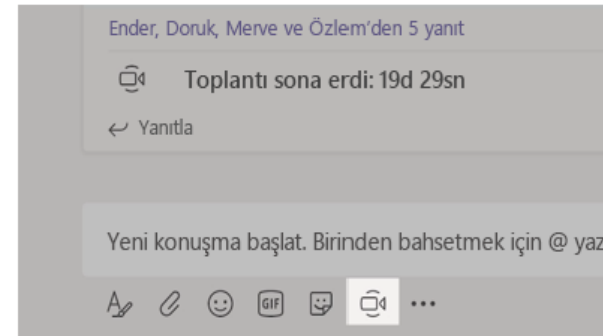 Ender, Doruk, Merve ve Özlem'den 5 yanıt
Toplantı sona erdi: 19d 29sn
Yanıtla
Yeni konuşma başlat. Birinden bahsetmek için @ yaz
GIF